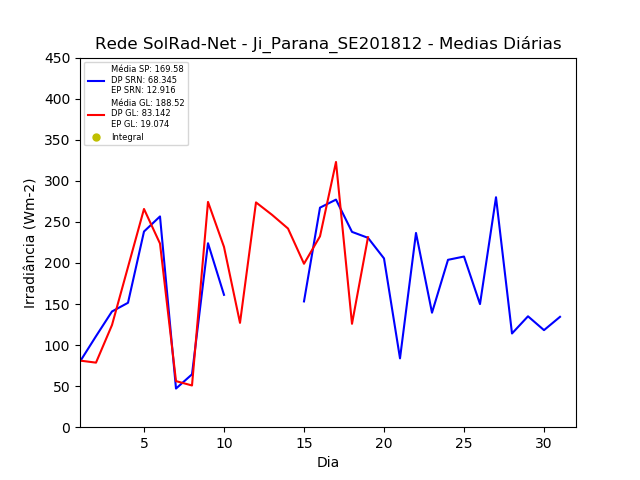 Rede SolRad-Net - Ji_Parana_SE201812 - Medias Diárias
450
400
350
300
250
200
150
100
50
0
Irradiância (Wm-2)
Média SP: 169.58
DP SRN: 68.345
EP SRN: 12.916
Média GL: 188.52
DP GL: 83.142
EP GL: 19.074
Integral
5
10
15
20
25
30
Dia